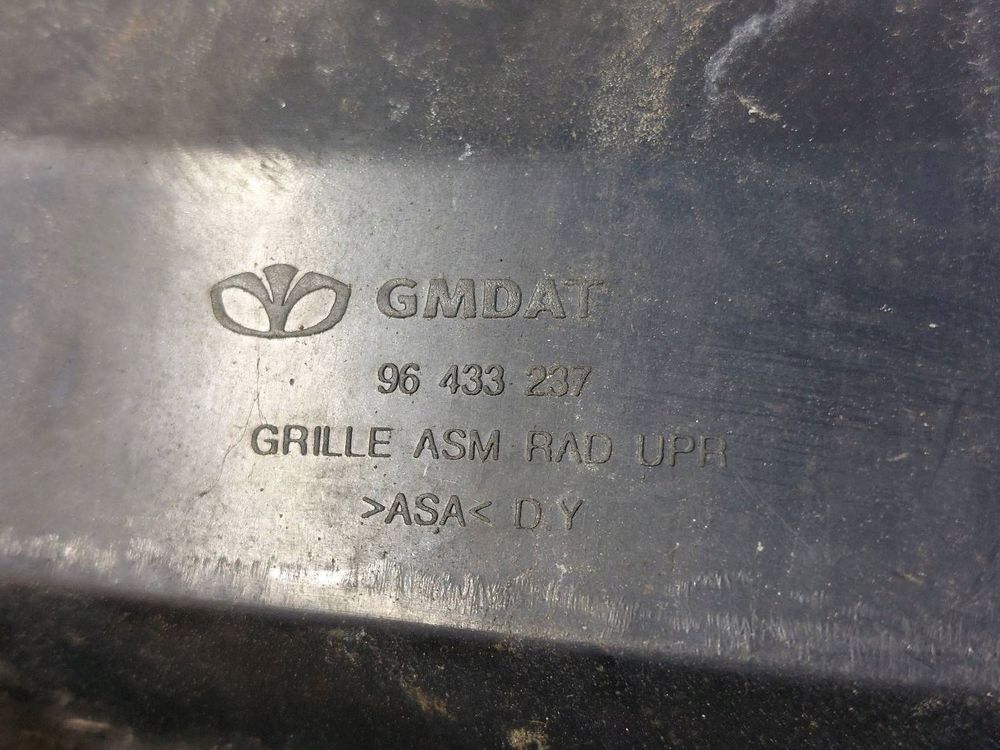 GMDAT
96 433 237
GRILLE ASM RAD UPR
>ASA< D.Y